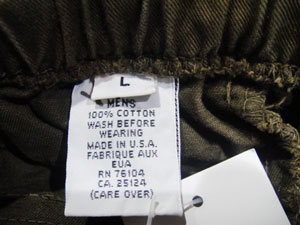 L
MENS
100% COTTON
WASH BEFORE
WEARING
MADE IN U.S.A.
FABRIQUE AUX
EUA
RN 76104
CA. 25124
(CARE OVER)